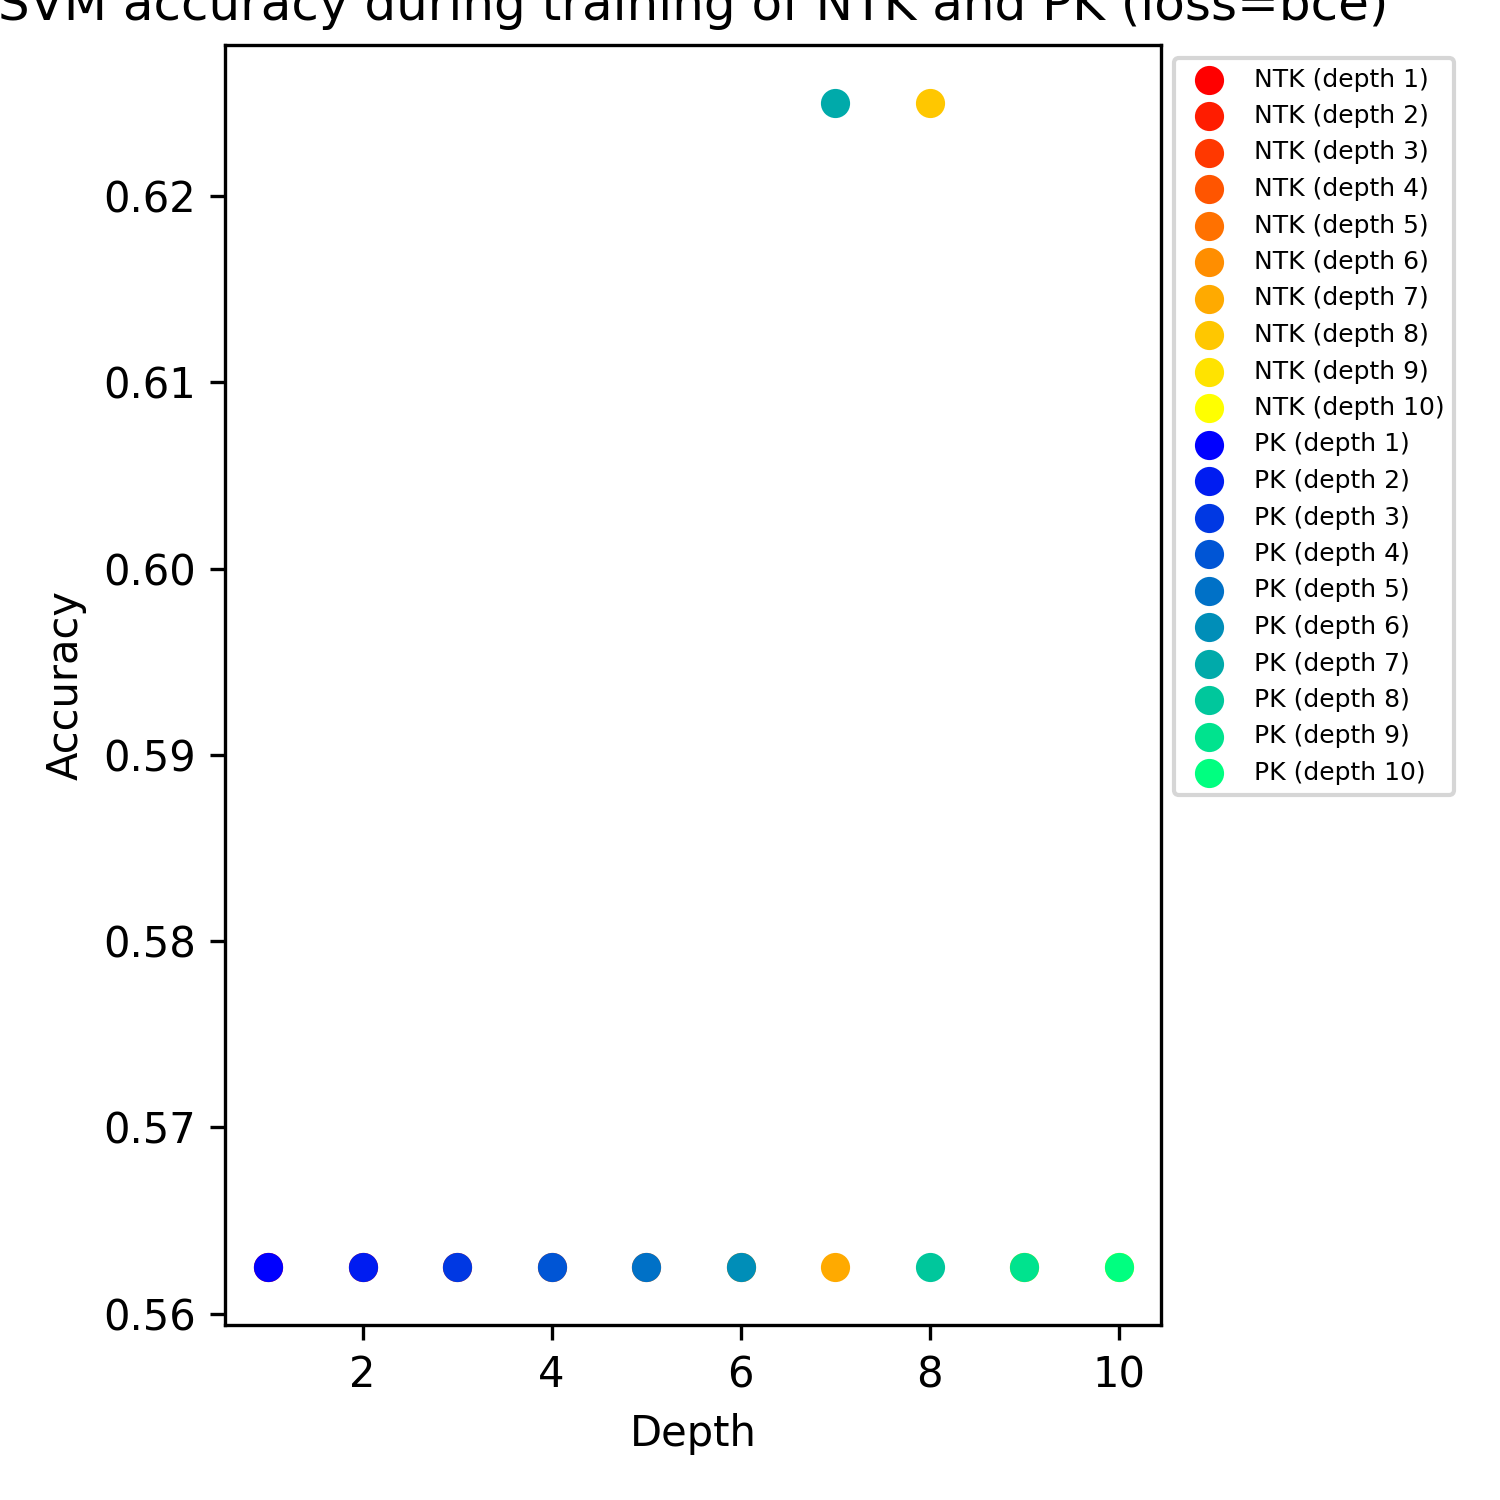 SVM accuracy during training of NTK and PK (loss=bce)
NTK (depth 1)
NTK (depth 2)
NTK (depth 3)
NTK (depth 4)
NTK (depth 5)
NTK (depth 6)
NTK (depth 7)
NTK (depth 8)
NTK (depth 9)
NTK (depth 10)
PK (depth 1)
PK (depth 2)
PK (depth 3)
PK (depth 4)
PK (depth 5)
PK (depth 6)
PK (depth 7)
PK (depth 8)
PK (depth 9)
PK (depth 10)
Accuracy
0.62
0.61
0.60
0.59
0.58
0.57
0.56
2 4 6 8 10
Depth